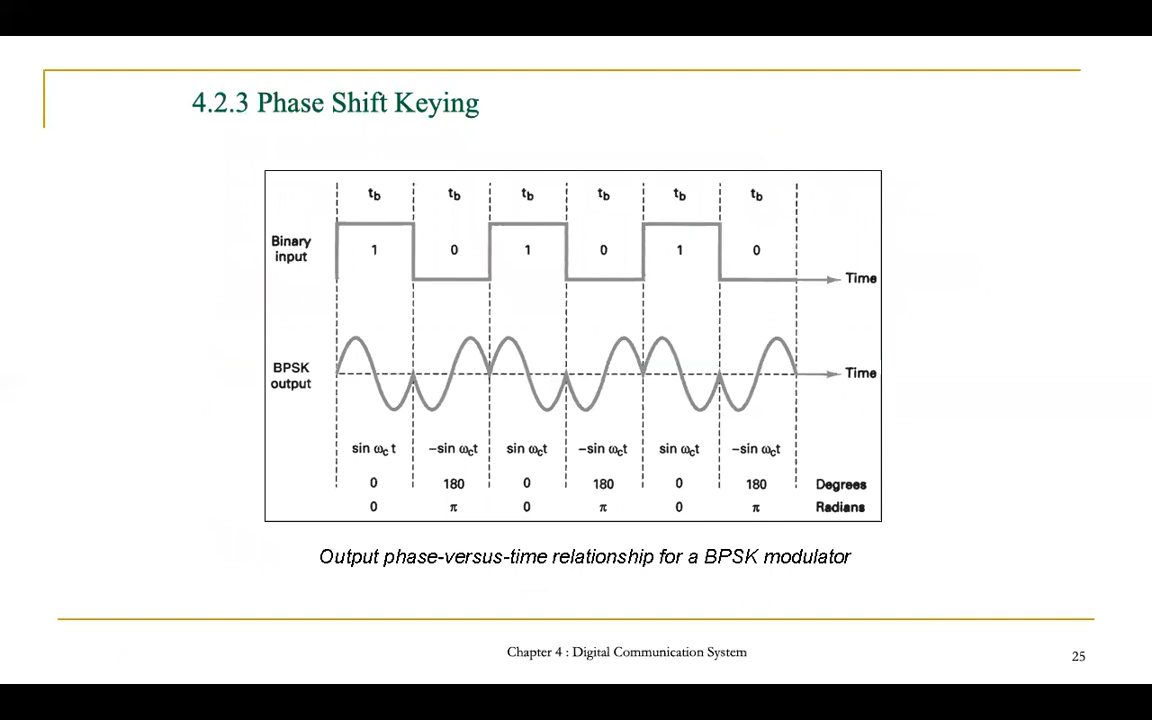 4.2.3 Phase Shift Keying
tb tb tb tb tb tb
Binary
input
1 0 1 0 1 0
Time
BPSK
output
Time
sin ωct -sin ωct sin ωct -sin ωct sin ωct -sin ωct
0 180 0 180 0 180 Degrees
0 π 0 π 0 π Radians
Output phase-versus-time relationship for a BPSK modulator
Chapter 4 : Digital Communication System
25